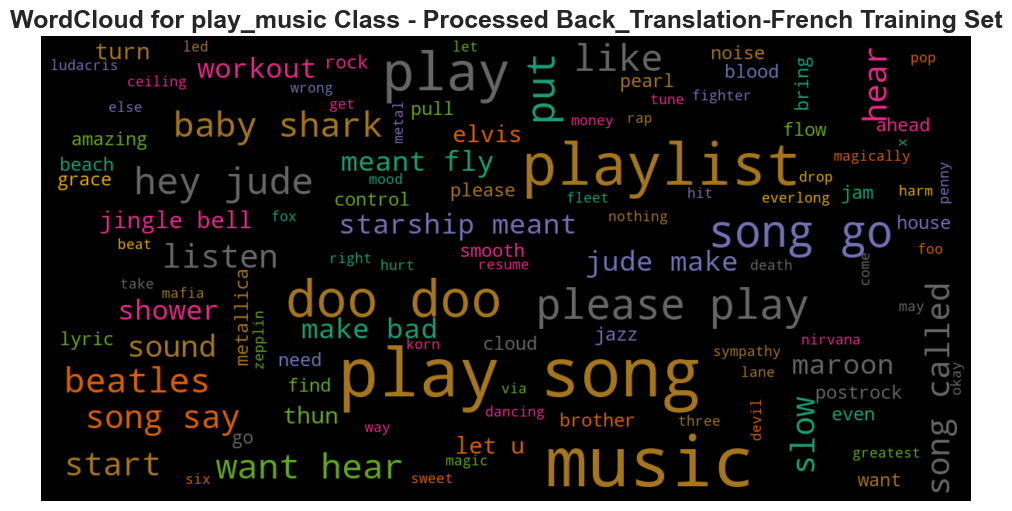 WordCloud for play_music Class - Processed Back_Translation-French Training Set
turn
led
let
ludacris
ceiling
workout
rock
wrong
play
like
noise
blood
pop
put
pearl
bring
hear
else
get
metal
pull
tune
fighter
baby shark
amazing
elvis
money
rap
flow
ahead
x
beach
grace
hey jude
meant fly
mood
control
please
playlist
fleet
drop
everlong
magically
jam
harm
penny
jingle bell
fox
starship meant
hit
nothing
song go
house
beat
listen
right
hurt
smooth
resume
jude make
death
come
foo
take
mafia
shower
metallica
zepplin
doo doo
please play
may
lyric
sound
make bad
korn
cloud
jazz
sympathy
nirvana
need
find
play song
via
lane
maroon
postrock
song called
okay
beatles
song say
thun
way
dancing
brother
three
devil
slow
even
go
let u
start
six
want hear
magic
sweet
music
greatest
want